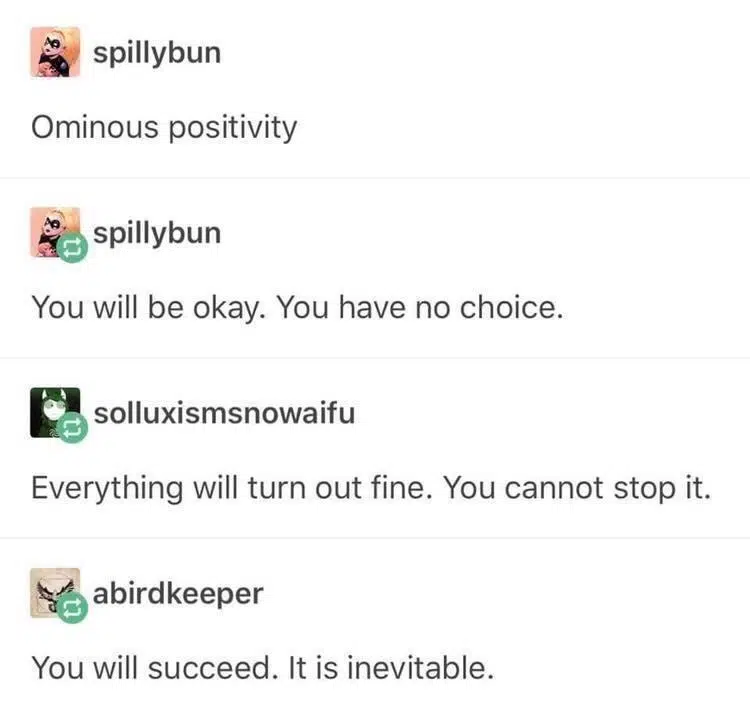 spillybun
Ominous positivity
spillybun
You will be okay. You have no choice.
solluxismsnowaifu
Everything will turn out fine. You cannot stop it.
abirdkeeper
You will succeed. It is inevitable.